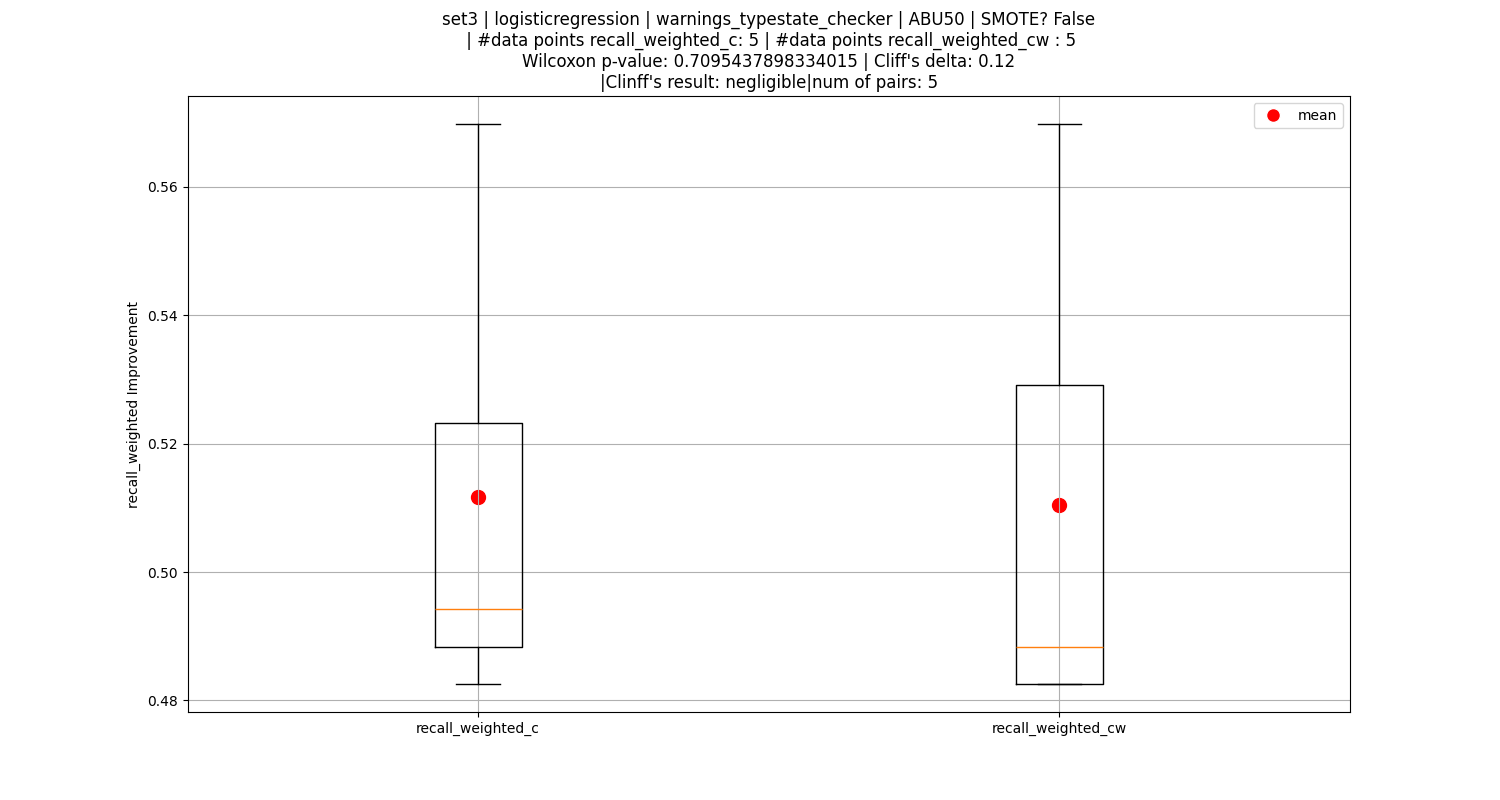 set3 | logisticregression | warnings_typestate_checker | ABU50 | SMOTE? False
| #data points recall_weighted_c: 5 | #data points recall_weighted_cw : 5
Wilcoxon p-value: 0.7095437898334015 | Cliff's delta: 0.12
|Clinff's result: negligible|num of pairs: 5
mean
recall_weighted Improvement
0.56
0.54
0.52
0.50
0.48
recall_weighted_c
recall_weighted_cw